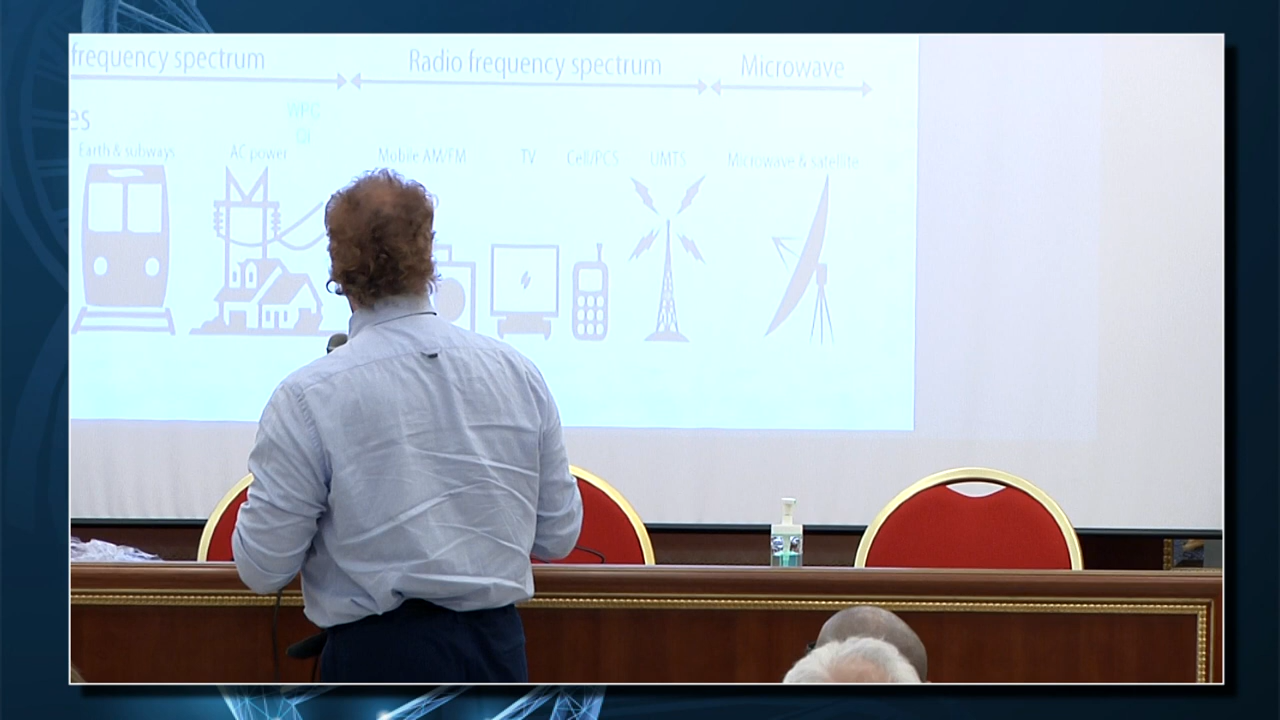 frequency spectrum
Radio frequency spectrum
Microwave
es
WPC
QI
Earth & subways
AC power
Mobile AM/FM
TV
Cell/PCS
UMTS
Microwave & satellite